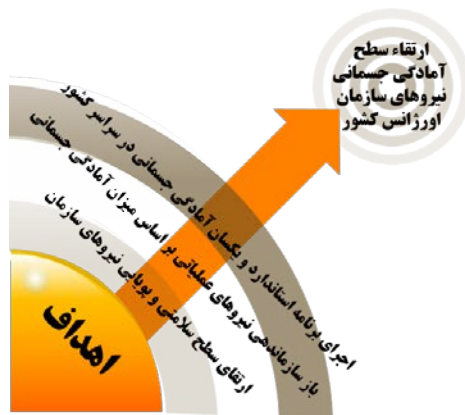 ارتقاء سطح
آمادگی جسمانی
نیروهای سازمان
اورژانس کشور
اجرای برنامه استاندارد و یکسان آمادگی جسمانی در سراسر کشور
باز سازماندهی نیروهای عملیاتی بر اساس میزان آمادگی جسمانی
ارتقای سطح سلامتی و پویایی نیروهای سازمان
اهداف